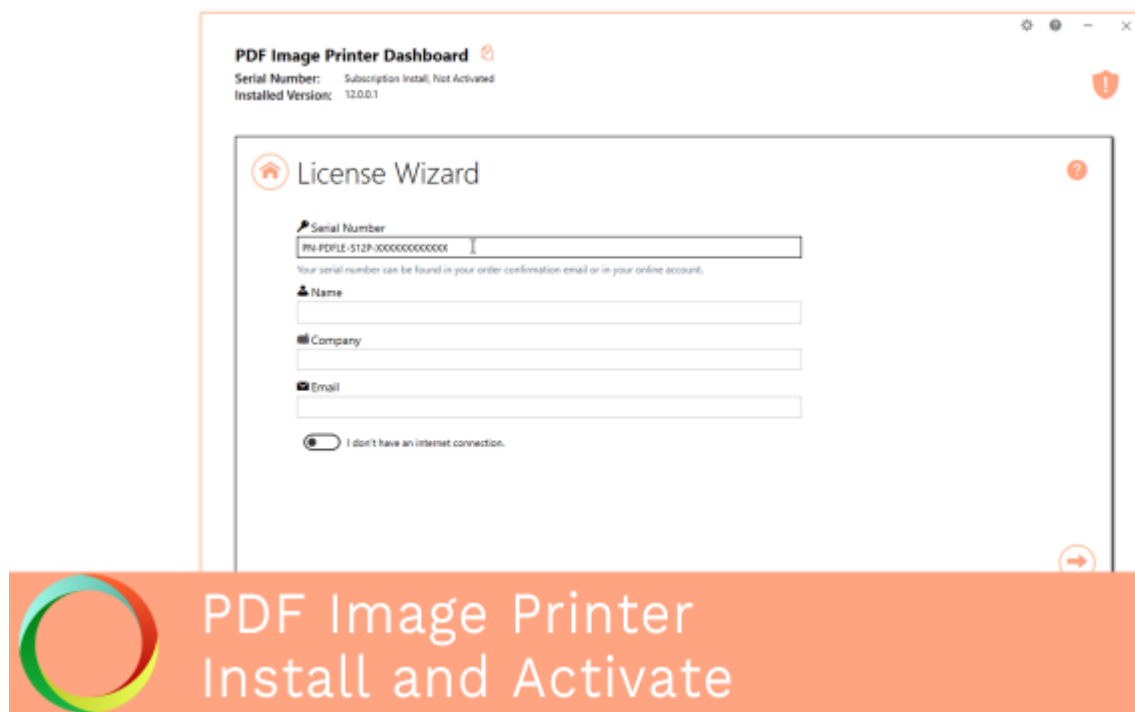 PDF Image Printer Dashboard
Serial Number: Subscription Install, Not Activated
Installed Version: 12.0.0.1
License Wizard
Serial Number
PN-PDFLE-S12P-XXXXXXXXXXXX
Your serial number can be found in your order confirmation email or in your online account.
Name
Company
Email
I don't have an internet connection.
PDF Image Printer
Install and Activate